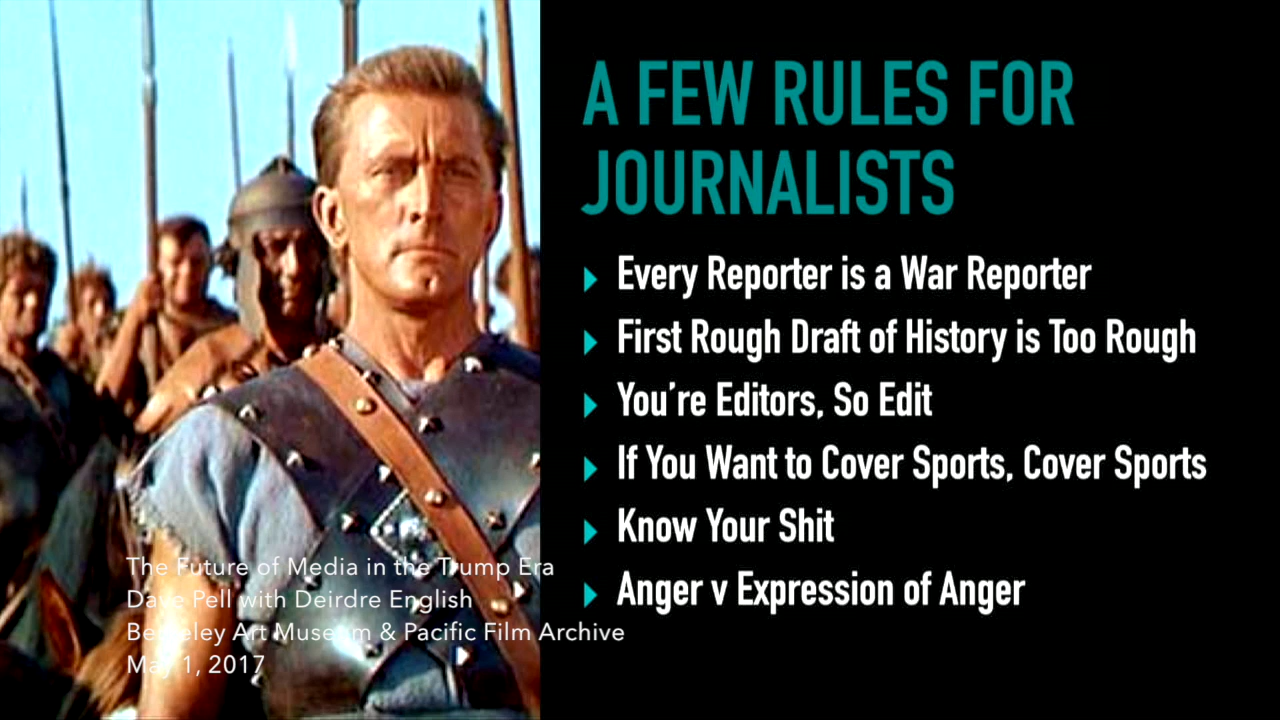 A FEW RULES FOR
JOURNALISTS
Every Reporter is a War Reporter
First Rough Draft of History is Too Rough
You're Editors, So Edit
If You Want to Cover Sports, Cover Sports
Know Your Shit
Anger v Expression of Anger
The Future of Media in the Trump Era
Dave Pell with Deirdre English
Berkeley Art Museum & Pacific Film Archive
May 1, 2017